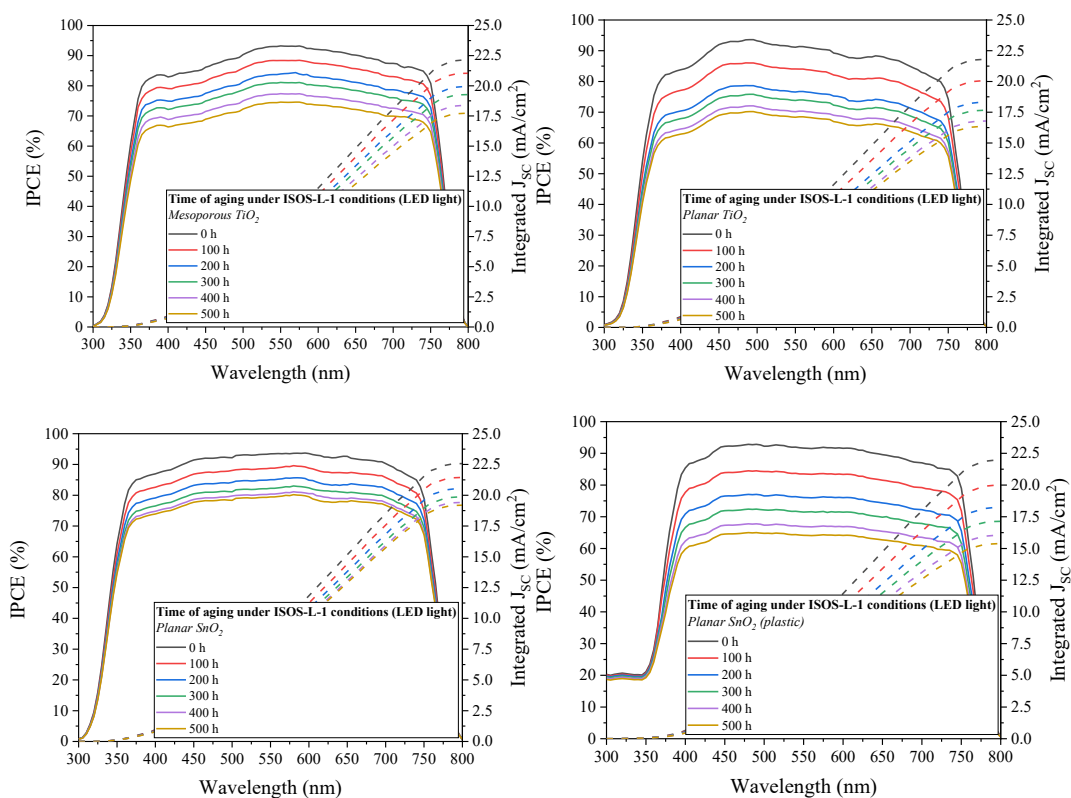 100
90
80
70
60
50
40
30
20
10
0
IPCE (%)
25.0
22.5
20.0
17.5
15.0
12.5
10.0
7.5
5.0
2.5
0.0
Integrated J_SC (mA/cm²)
Time of aging under ISOS-L-1 conditions (LED light)
Mesoporous TiO₂
0 h
100 h
200 h
300 h
400 h
500 h
300 350 400 450 500 550 600 650 700 750 800
Wavelength (nm)
100
90
80
70
60
50
40
30
20
10
0
IPCE (%)
25.0
22.5
20.0
17.5
15.0
12.5
10.0
7.5
5.0
2.5
0.0
Integrated J_SC (mA/cm²)
Time of aging under ISOS-L-1 conditions (LED light)
Planar TiO₂
0 h
100 h
200 h
300 h
400 h
500 h
300 350 400 450 500 550 600 650 700 750 800
Wavelength (nm)
100
90
80
70
60
50
40
30
20
10
0
IPCE (%)
25.0
22.5
20.0
17.5
15.0
12.5
10.0
7.5
5.0
2.5
0.0
Integrated J_SC (mA/cm²)
Time of aging under ISOS-L-1 conditions (LED light)
Planar SnO₂
0 h
100 h
200 h
300 h
400 h
500 h
300 350 400 450 500 550 600 650 700 750 800
Wavelength (nm)
100
90
80
70
60
50
40
30
20
10
0
IPCE (%)
25.0
22.5
20.0
17.5
15.0
12.5
10.0
7.5
5.0
2.5
0.0
Integrated J_SC (mA/cm²)
Time of aging under ISOS-L-1 conditions (LED light)
Planar SnO₂ (plastic)
0 h
100 h
200 h
300 h
400 h
500 h
300 350 400 450 500 550 600 650 700 750 800
Wavelength (nm)